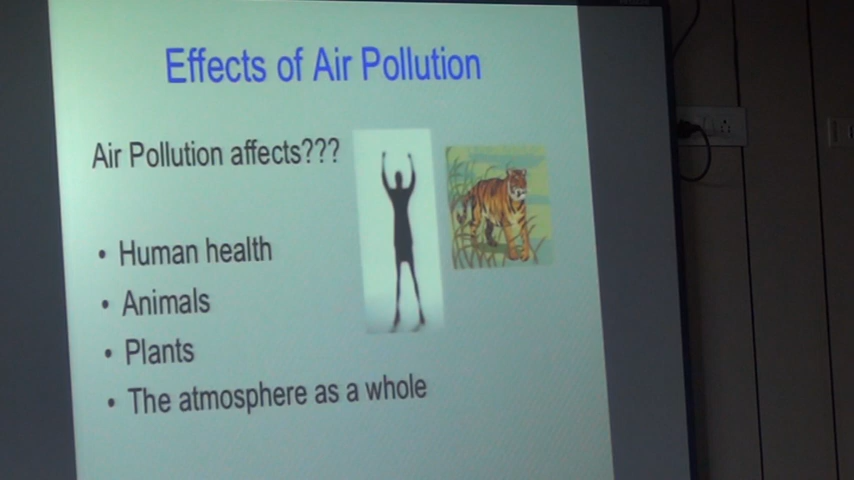 Effects of Air Pollution
Air Pollution affects???
• Human health
• Animals
• Plants
• The atmosphere as a whole